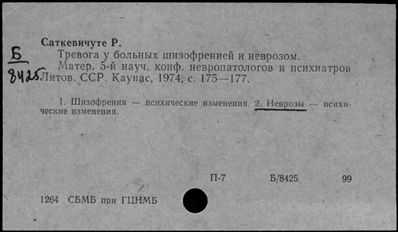 Саткевичуте Р.
Б
8425
Тревога у больных шизофренией и неврозом.
Матер. 5-й науч. конф. невропатологов и психиатров
Литов. ССР. Каунас, 1974, с. 175—177.
1. Шизофрения — психические изменения 2. Неврозы — психи-
ческие изменения.
П-7 Б/8425 99
1264 СБМБ при ГЦНМБ